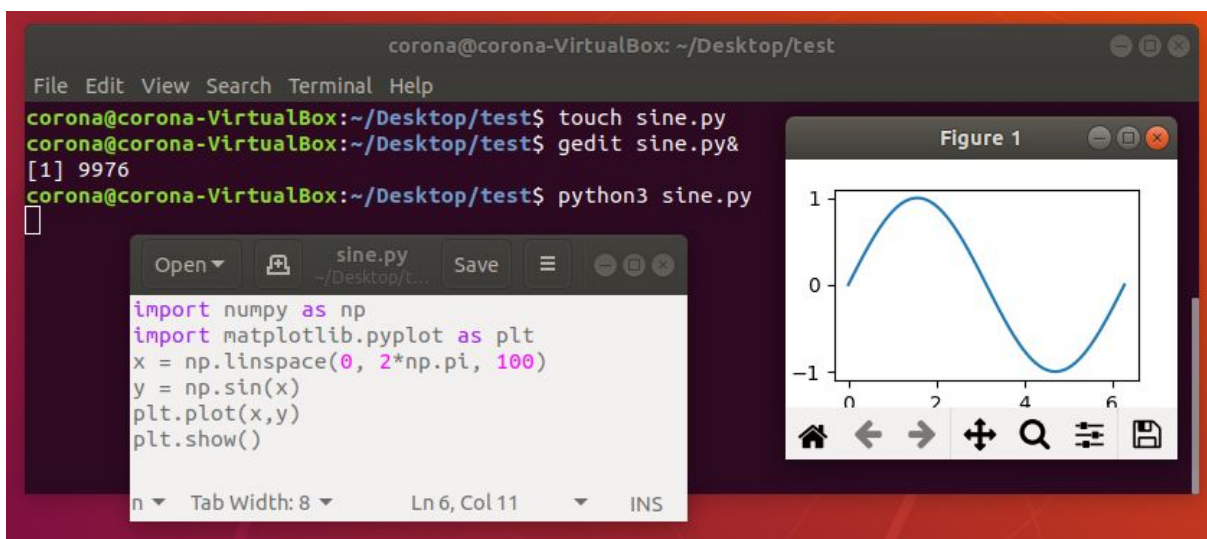 corona@corona-VirtualBox: ~/Desktop/test
File Edit View Search Terminal Help
corona@corona-VirtualBox:~/Desktop/test$ touch sine.py
corona@corona-VirtualBox:~/Desktop/test$ gedit sine.py&
[1] 9976
corona@corona-VirtualBox:~/Desktop/test$ python3 sine.py
Open
sine.py
~/Desktop/t...
Save
import numpy as np
import matplotlib.pyplot as plt
x = np.linspace(0, 2*np.pi, 100)
y = np.sin(x)
plt.plot(x,y)
plt.show()
n Tab Width: 8 Ln 6, Col 11 INS
Figure 1
1
0
−1
0 2 4 6